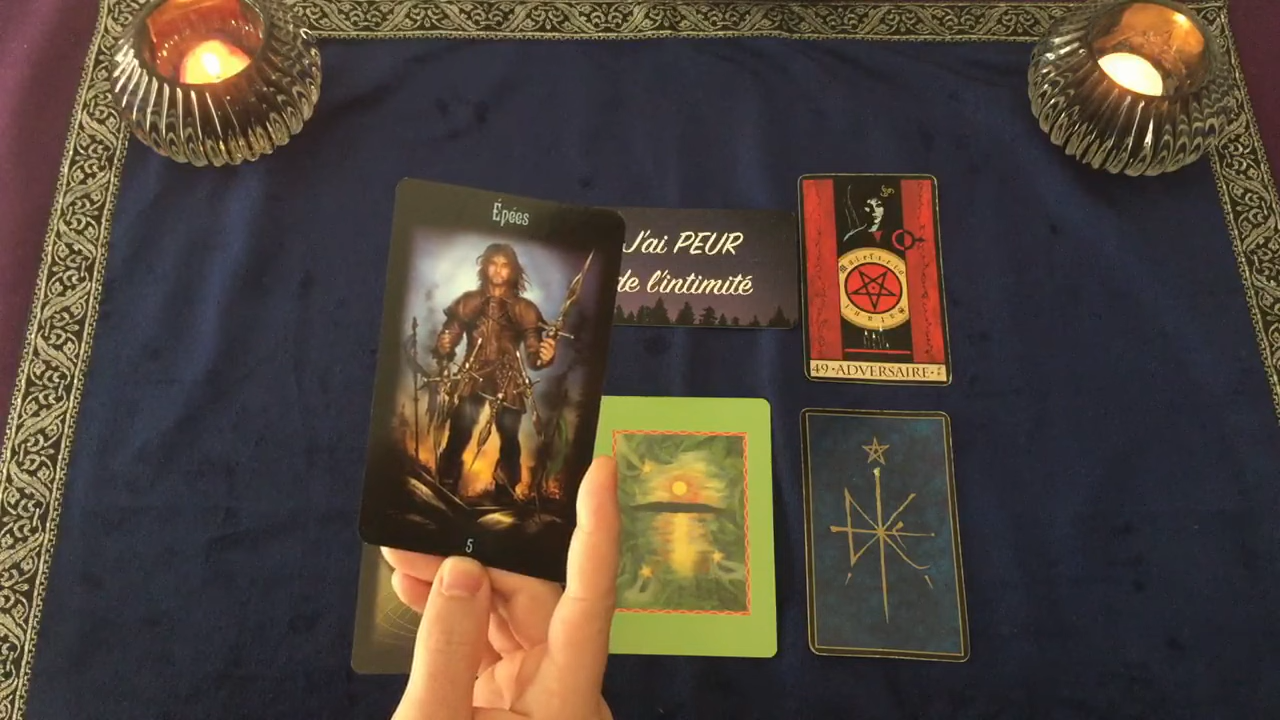 Épées
5
J'ai PEUR
de l'intimité
49·ADVERSAIRE·